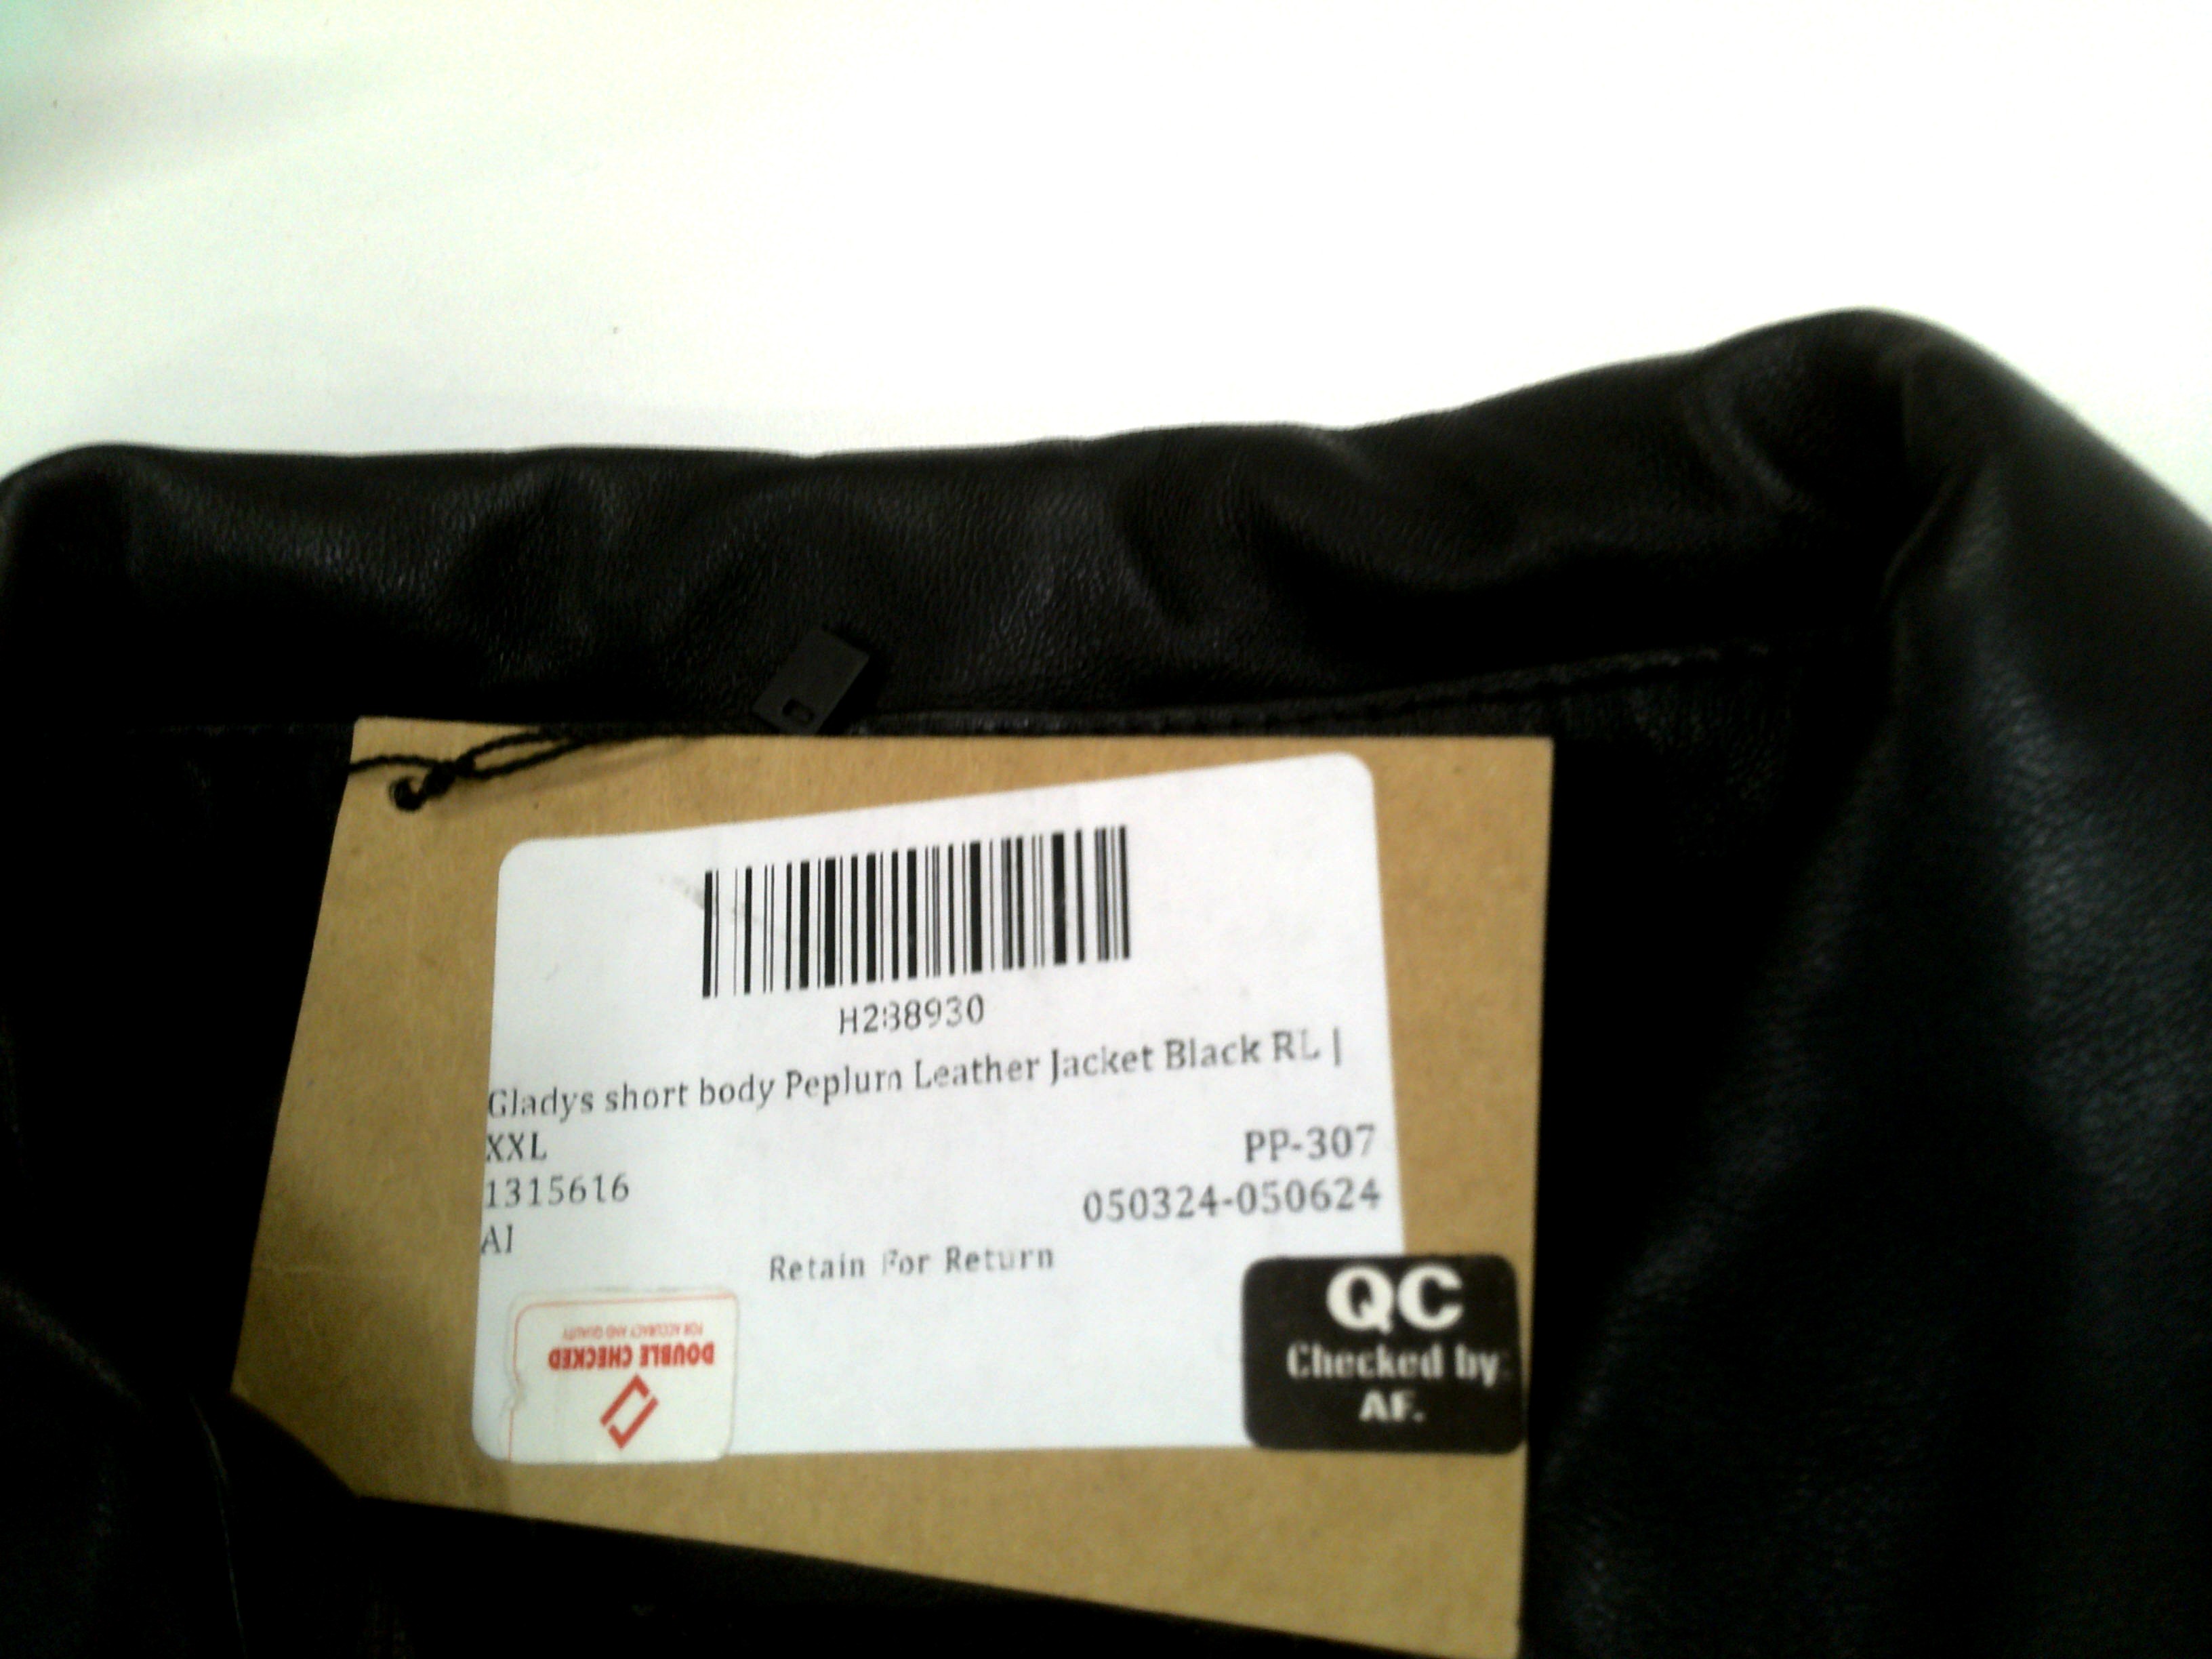 H288930
Gladys short body Peplum Leather Jacket Black RL |
XXL
PP-307
1315616
050324-050624
AI
Retain For Return
DOUBLE CHECKED
FOR ACCURACY AND QUALITY
QC
Checked by:
AF.